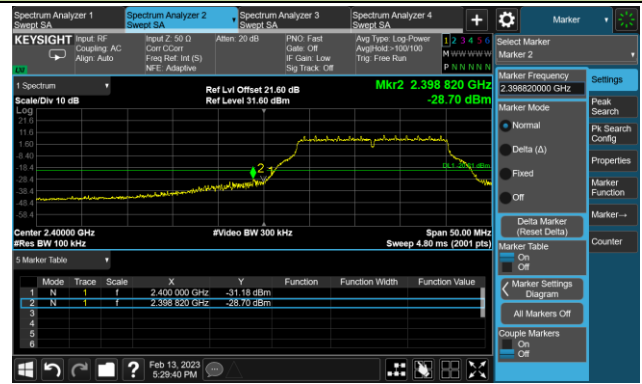 Spectrum Analyzer 1
Swept SA
Spectrum Analyzer 2
Swept SA
Spectrum Analyzer 3
Swept SA
Spectrum Analyzer 4
Swept SA
+
Marker
KEYSIGHT
Input: RF
Coupling: AC
Align: Auto
Input Z: 50 Ω
Corr CCorr
Freq Ref: Int (S)
NFE: Adaptive
Atten: 20 dB
PNO: Fast
Gate: Off
IF Gain: Low
Sig Track: Off
Avg Type: Log-Power
Avg|Hold:>100/100
Trig: Free Run
1 2 3 4 5 6
M W W W W W
P N N N N N
Select Marker
Marker 2
1 Spectrum
Scale/Div 10 dB
Ref Lvl Offset 21.60 dB
Ref Level 31.60 dBm
Mkr2 2.398 820 GHz
-28.70 dBm
Log
21.6
11.6
1.60
-8.40
-18.4
-28.4
-38.4
-48.4
-58.4
2
1
Center 2.40000 GHz
#Res BW 100 kHz
#Video BW 300 kHz
Span 50.00 MHz
Sweep 4.80 ms (2001 pts)
5 Marker Table
Mode Trace Scale X Y Function Function Width Function Value
1 N 1 f 2.400 000 GHz -31.18 dBm
2 N 1 f 2.398 820 GHz -28.70 dBm
3
4
5
6
Marker Frequency
2.398820000 GHz
Marker Mode
Normal
Delta (Δ)
Fixed
Off
Delta Marker
(Reset Delta)
Marker Table
On
Off
Marker Settings
Diagram
All Markers Off
Couple Markers
On
Off
Settings
Peak
Search
Pk Search
Config
Properties
Marker
Function
Marker→
Counter
?
Feb 13, 2023
5:29:40 PM